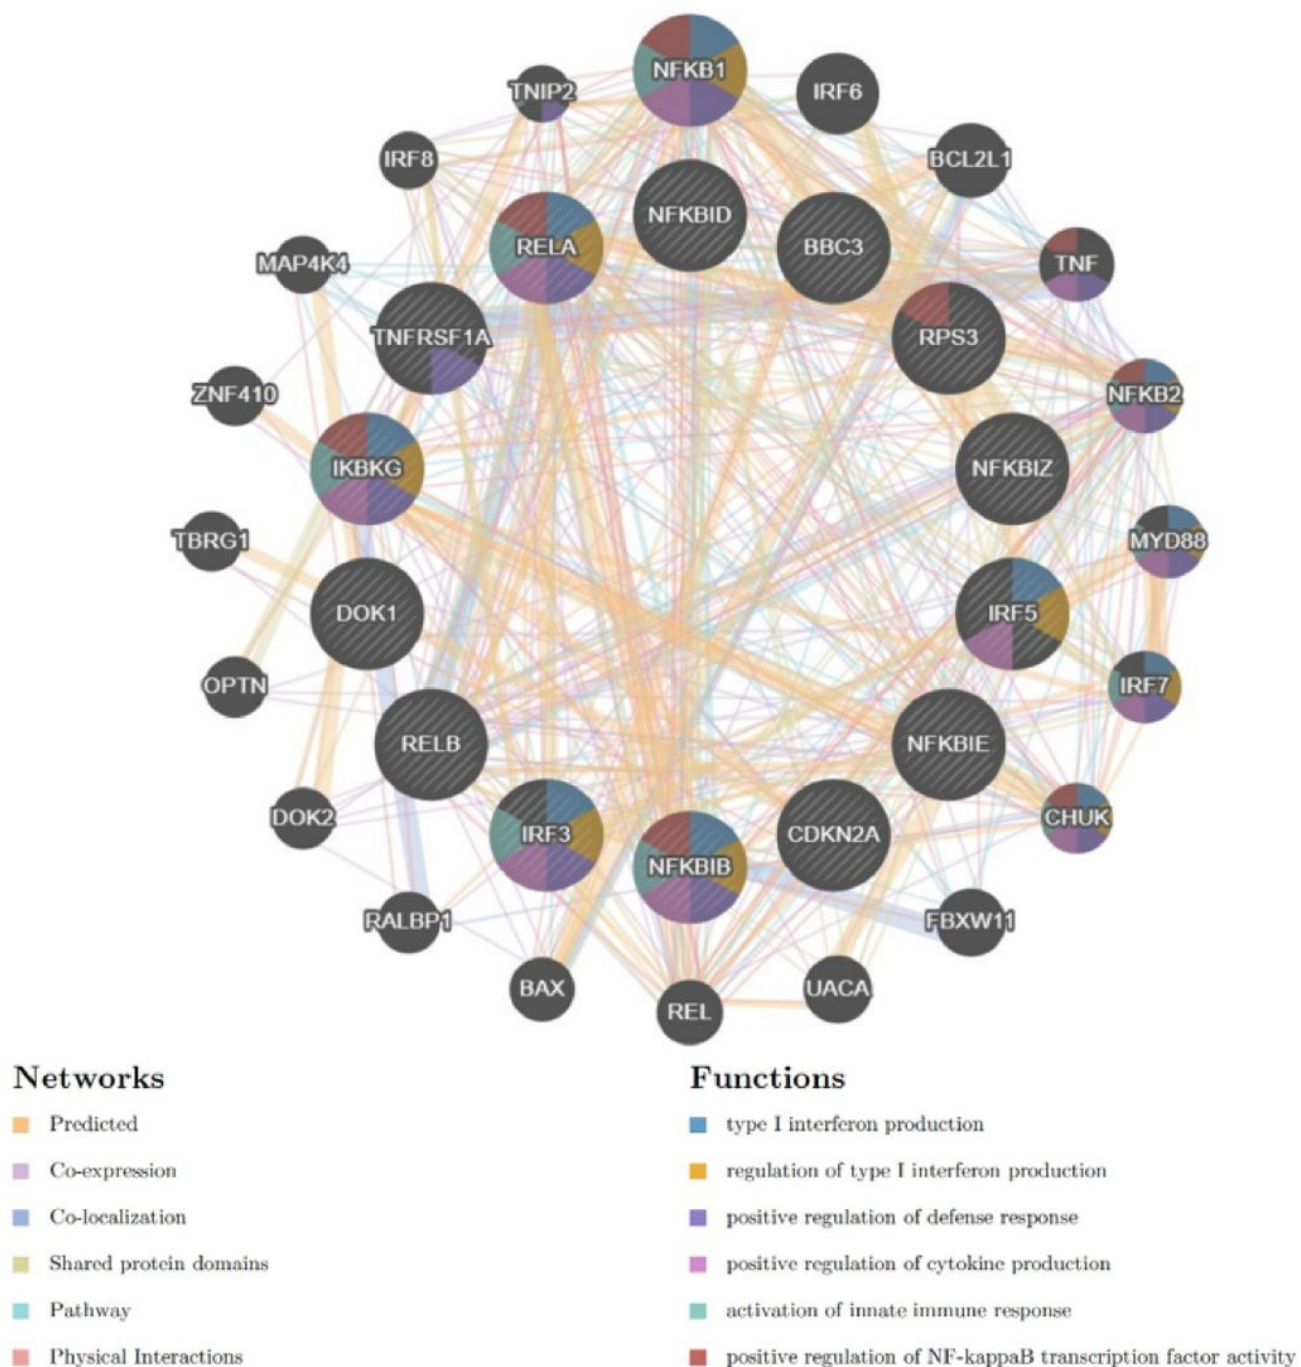 NFKB1
TNIP2
IRF6
IRF8
BCL2L1
NFKBID
RELA
BBC3
MAP4K4
TNF
TNFRSF1A
RPS3
ZNF410
NFKB2
IKBKG
NFKBIZ
TBRG1
MYD88
DOK1
IRF5
OPTN
IRF7
RELB
NFKBIE
DOK2
CHUK
IRF3
CDKN2A
NFKBIB
RALBP1
FBXW11
BAX
UACA
REL
Networks
Predicted
Co-expression
Co-localization
Shared protein domains
Pathway
Physical Interactions
Functions
type I interferon production
regulation of type I interferon production
positive regulation of defense response
positive regulation of cytokine production
activation of innate immune response
positive regulation of NF-kappaB transcription factor activity